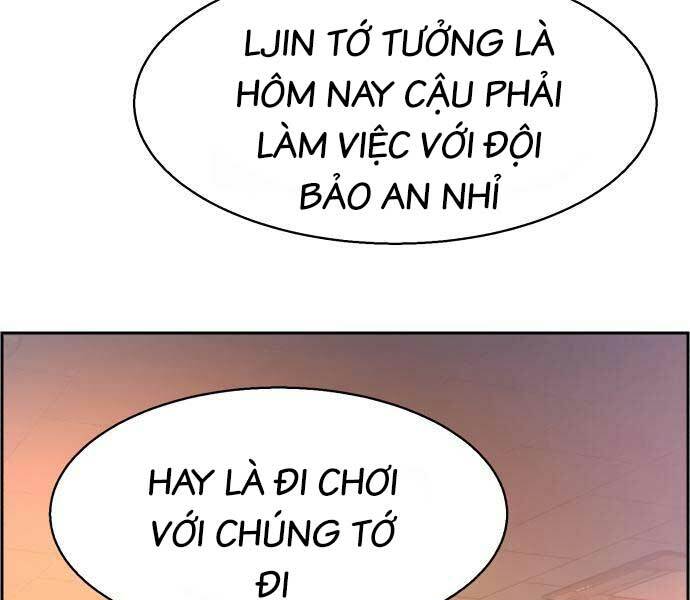 LJIN TỚ TƯỞNG LÀ
HÔM NAY CẬU PHẢI
LÀM VIỆC VỚI ĐỘI
BẢO AN NHỈ
HAY LÀ ĐI CHƠI
VỚI CHÚNG TỚ
ĐI